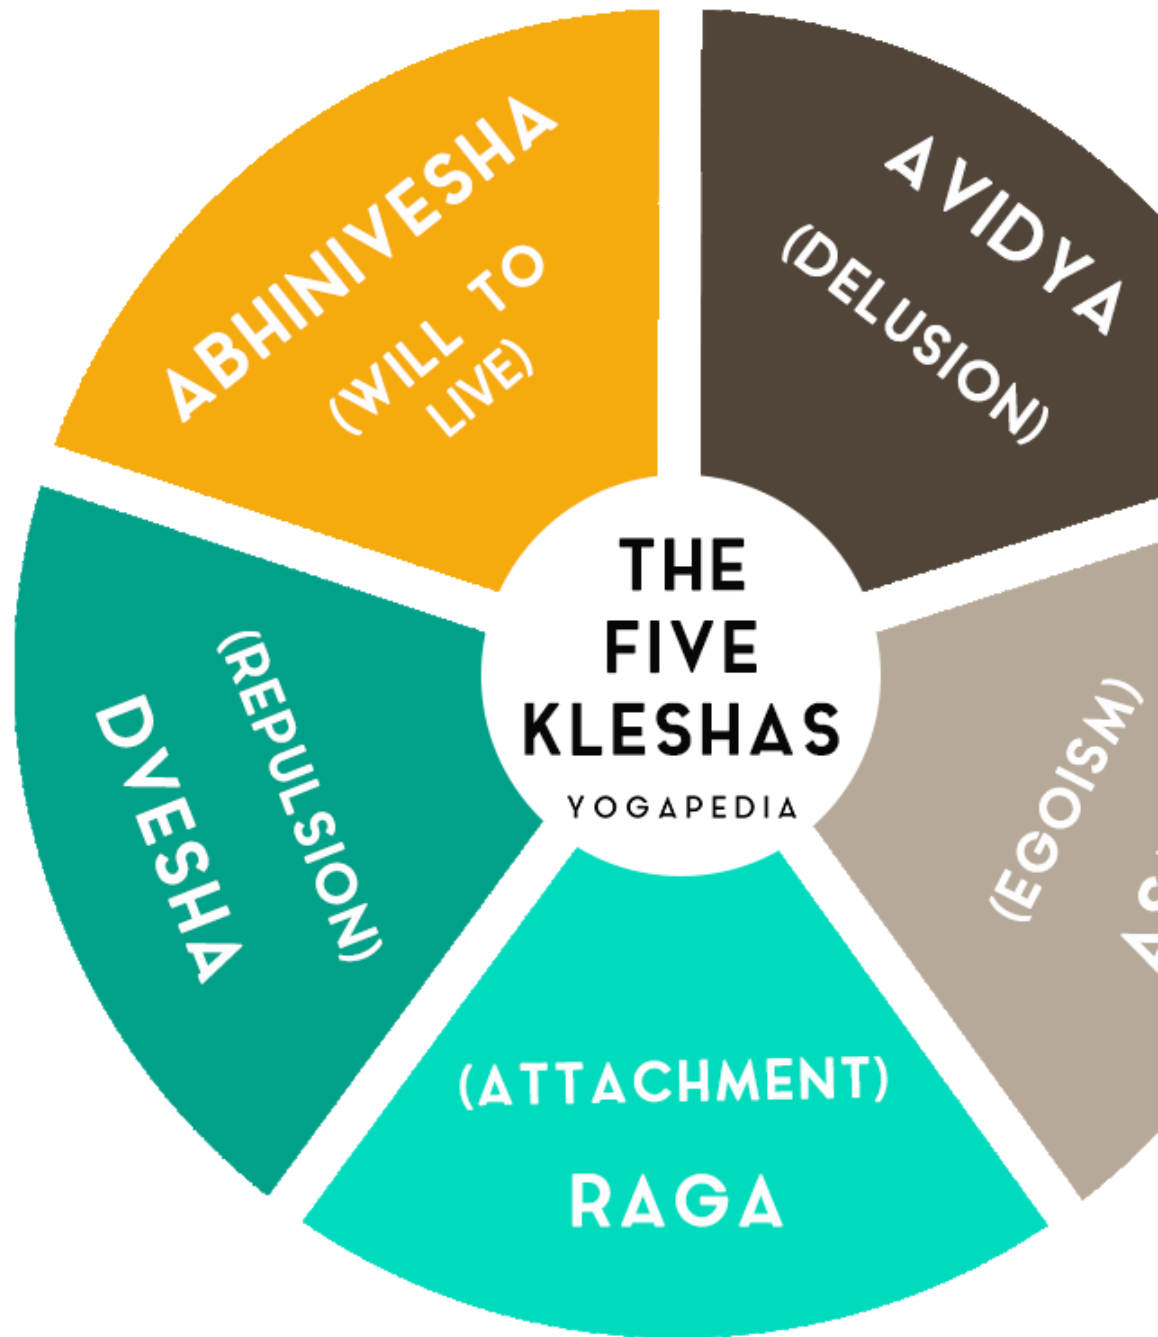 THE
FIVE
KLESHAS
YOGAPEDIA
AVIDYA
(DELUSION)
(EGOISM)
(ATTACHMENT)
RAGA
(REPULSION)
DVESHA
ABHINIVESHA
(WILL TO
LIVE)